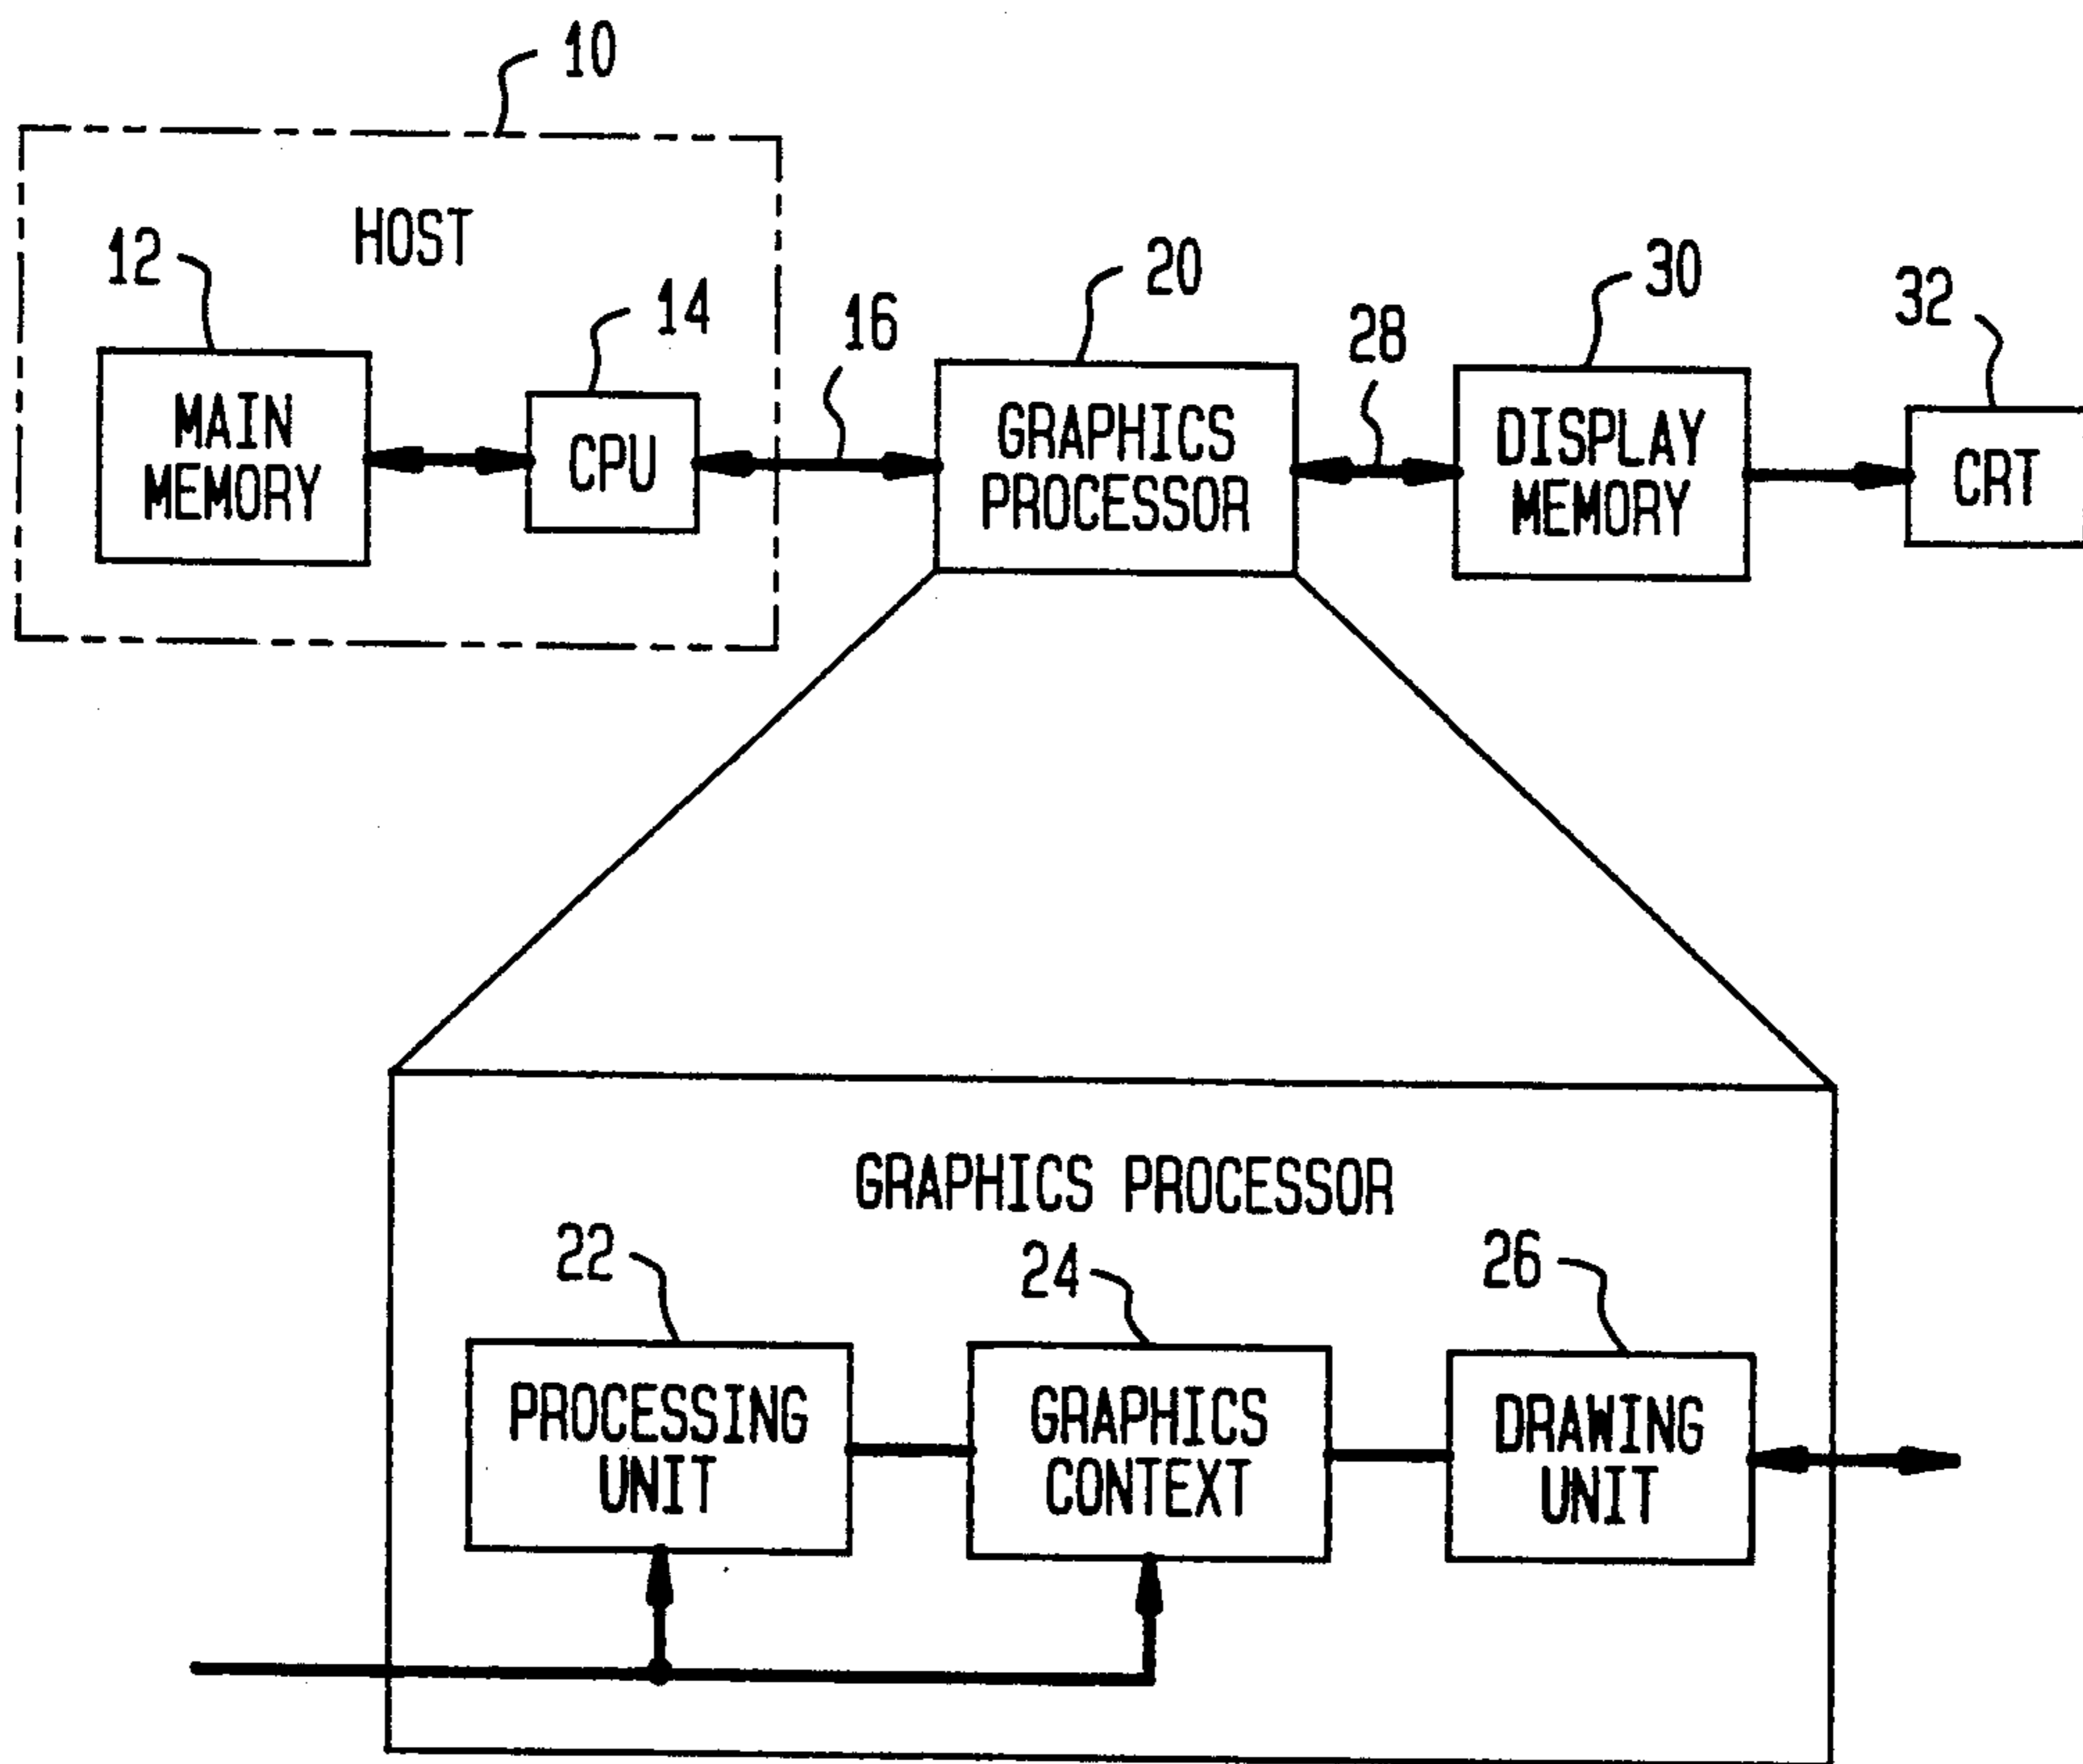 10
HOST
12
14
16
20
28
30
32
MAIN
MEMORY
CPU
GRAPHICS
PROCESSOR
DISPLAY
MEMORY
CRT
GRAPHICS PROCESSOR
22
24
26
PROCESSING
UNIT
GRAPHICS
CONTEXT
DRAWING
UNIT